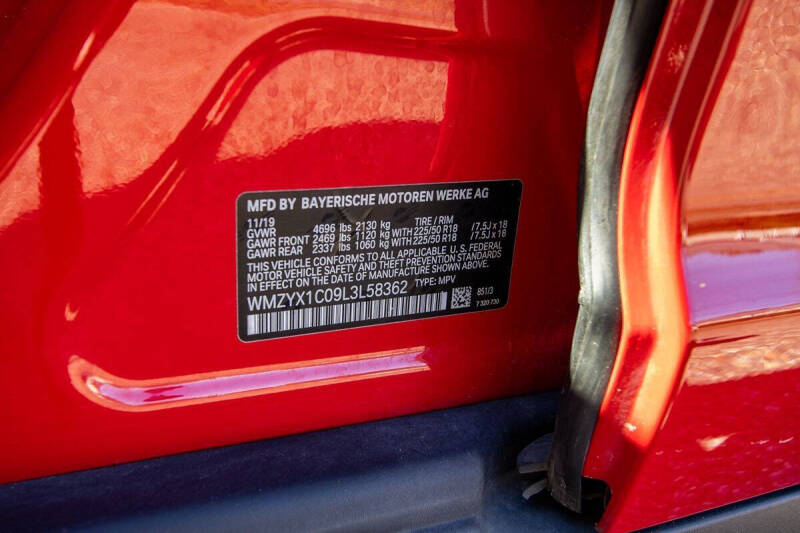 MFD BY BAYERISCHE MOTOREN WERKE AG
11/19 TIRE / RIM
GVWR 4696 lbs 2130 kg
GAWR FRONT 2469 lbs 1120 kg WITH 225/50 R18 / 7.5J x 18
GAWR REAR 2337 lbs 1060 kg WITH 225/50 R18 / 7.5J x 18
THIS VEHICLE CONFORMS TO ALL APPLICABLE U.S. FEDERAL
MOTOR VEHICLE SAFETY AND THEFT PREVENTION STANDARDS
IN EFFECT ON THE DATE OF MANUFACTURE SHOWN ABOVE.
WMZYX1C09L3L58362 TYPE: MPV
851/3
7 320 730